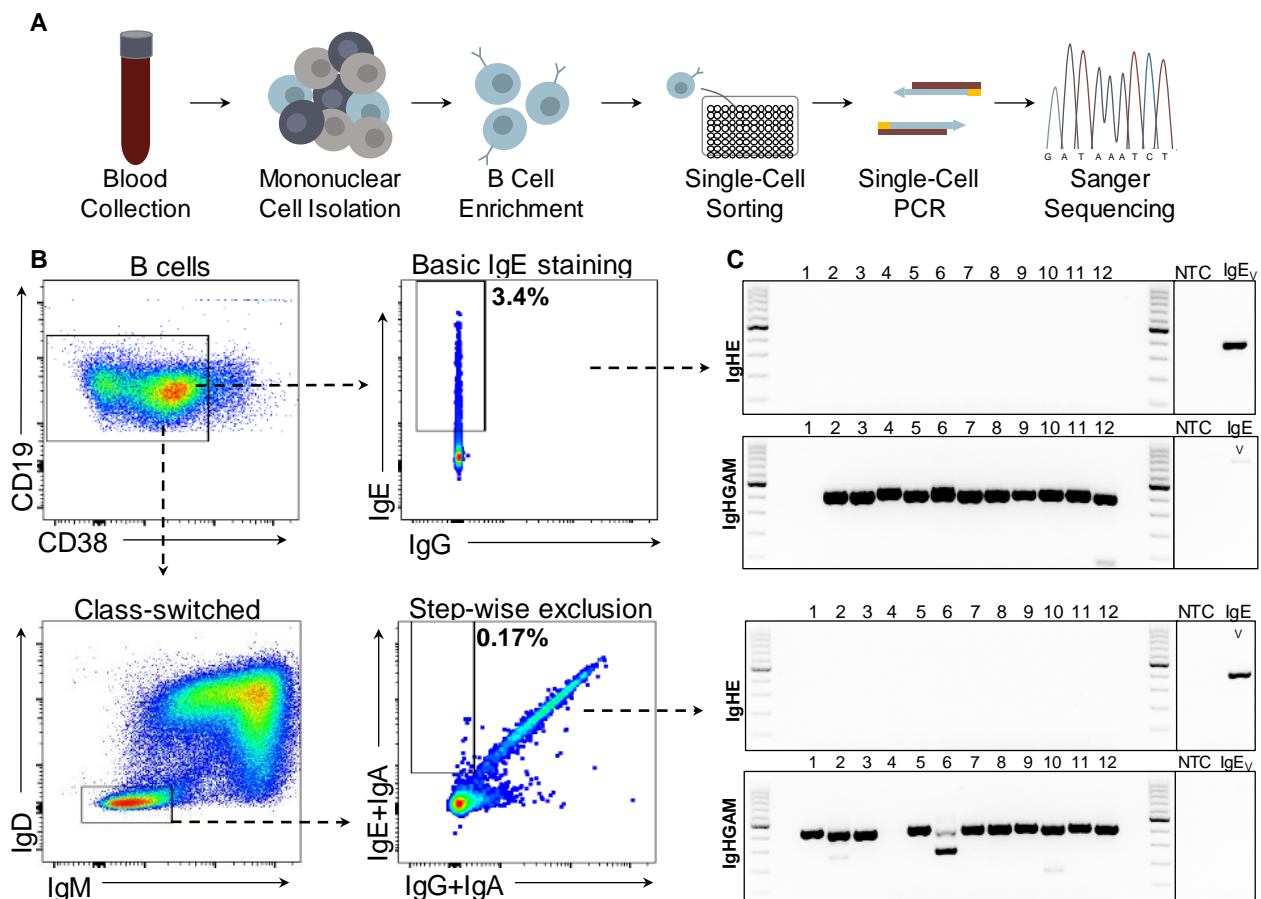 A
G A T A A A T C T
Blood
Collection
Mononuclear
Cell Isolation
B Cell
Enrichment
Single-Cell
Sorting
Single-Cell
PCR
Sanger
Sequencing
B
B cells
CD19
CD38
Basic IgE staining
3.4%
IgE
IgG
Class-switched
IgD
IgM
Step-wise exclusion
0.17%
IgE+IgA
IgG+IgA
C
1 2 3 4 5 6 7 8 9 10 11 12 NTC IgEV
IgHE
1 2 3 4 5 6 7 8 9 10 11 12 NTC IgE
V
IgHGAM
1 2 3 4 5 6 7 8 9 10 11 12 NTC IgE
V
IgHE
1 2 3 4 5 6 7 8 9 10 11 12 NTC IgEV
IgHGAM